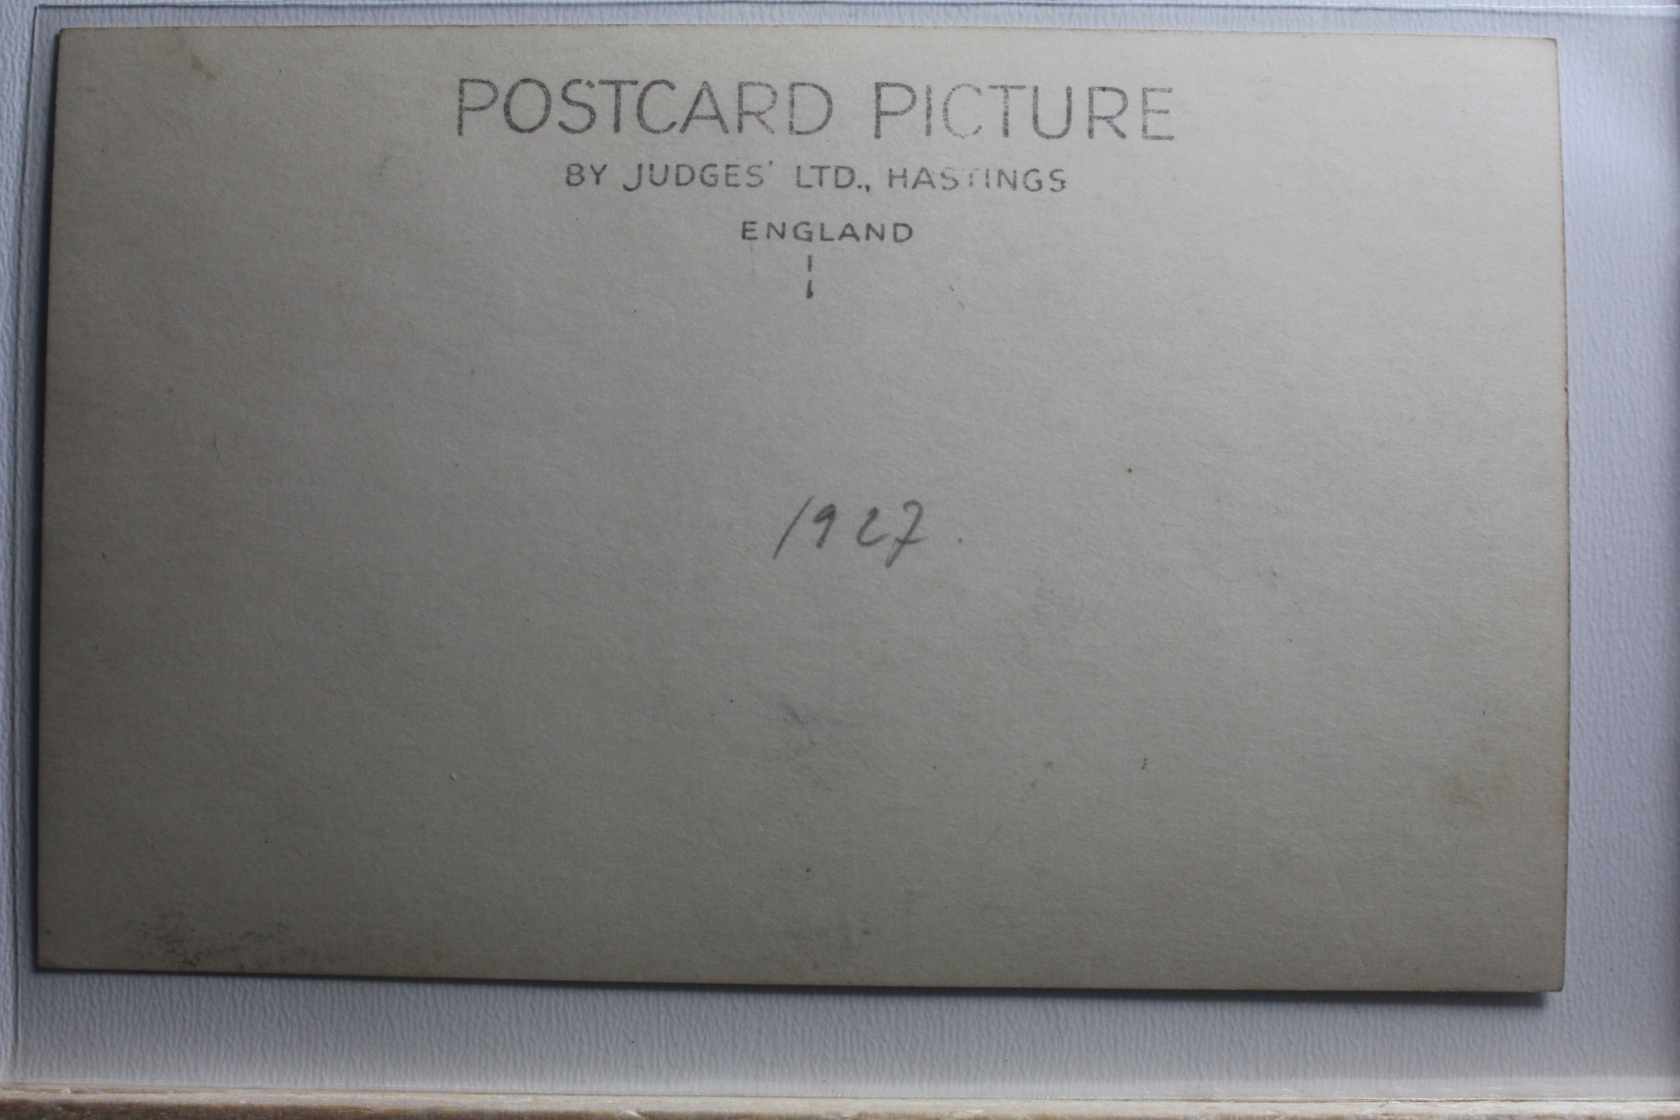 POSTCARD PICTURE
BY JUDGES' LTD., HASTINGS
ENGLAND
1927.